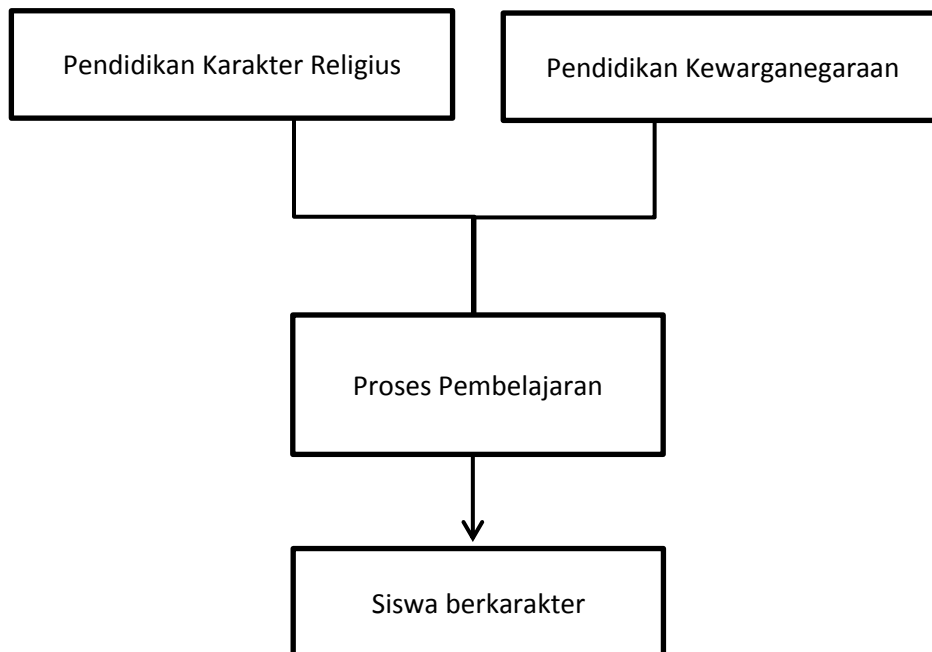 Pendidikan Karakter Religius
Pendidikan Kewarganegaraan
Proses Pembelajaran
Siswa berkarakter